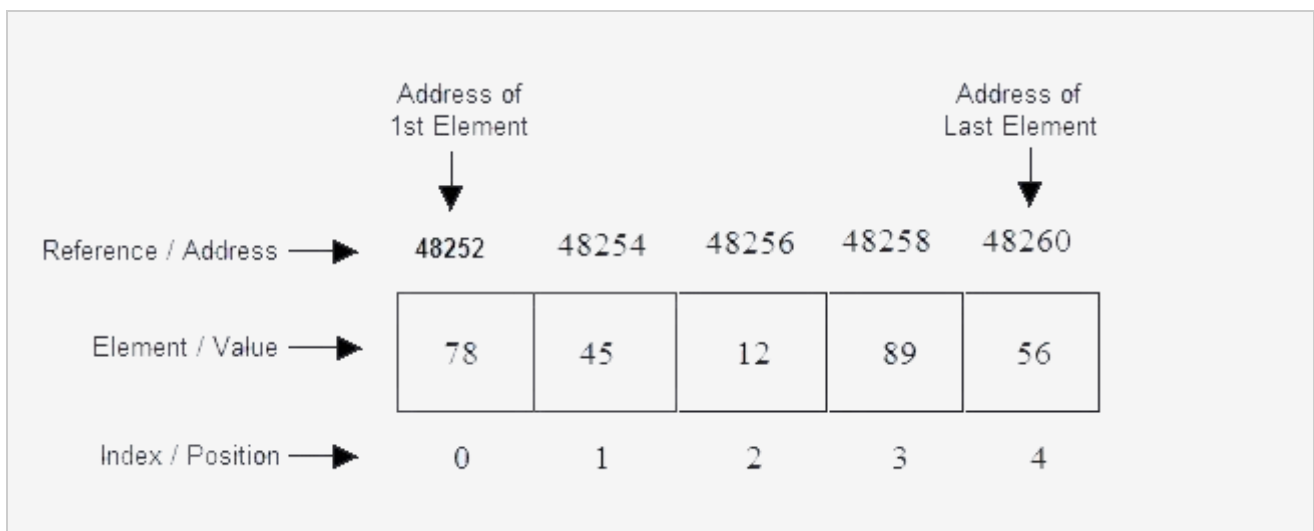 Address of
1st Element
Address of
Last Element
Reference / Address 48252 48254 48256 48258 48260
Element / Value 78 45 12 89 56
Index / Position 0 1 2 3 4